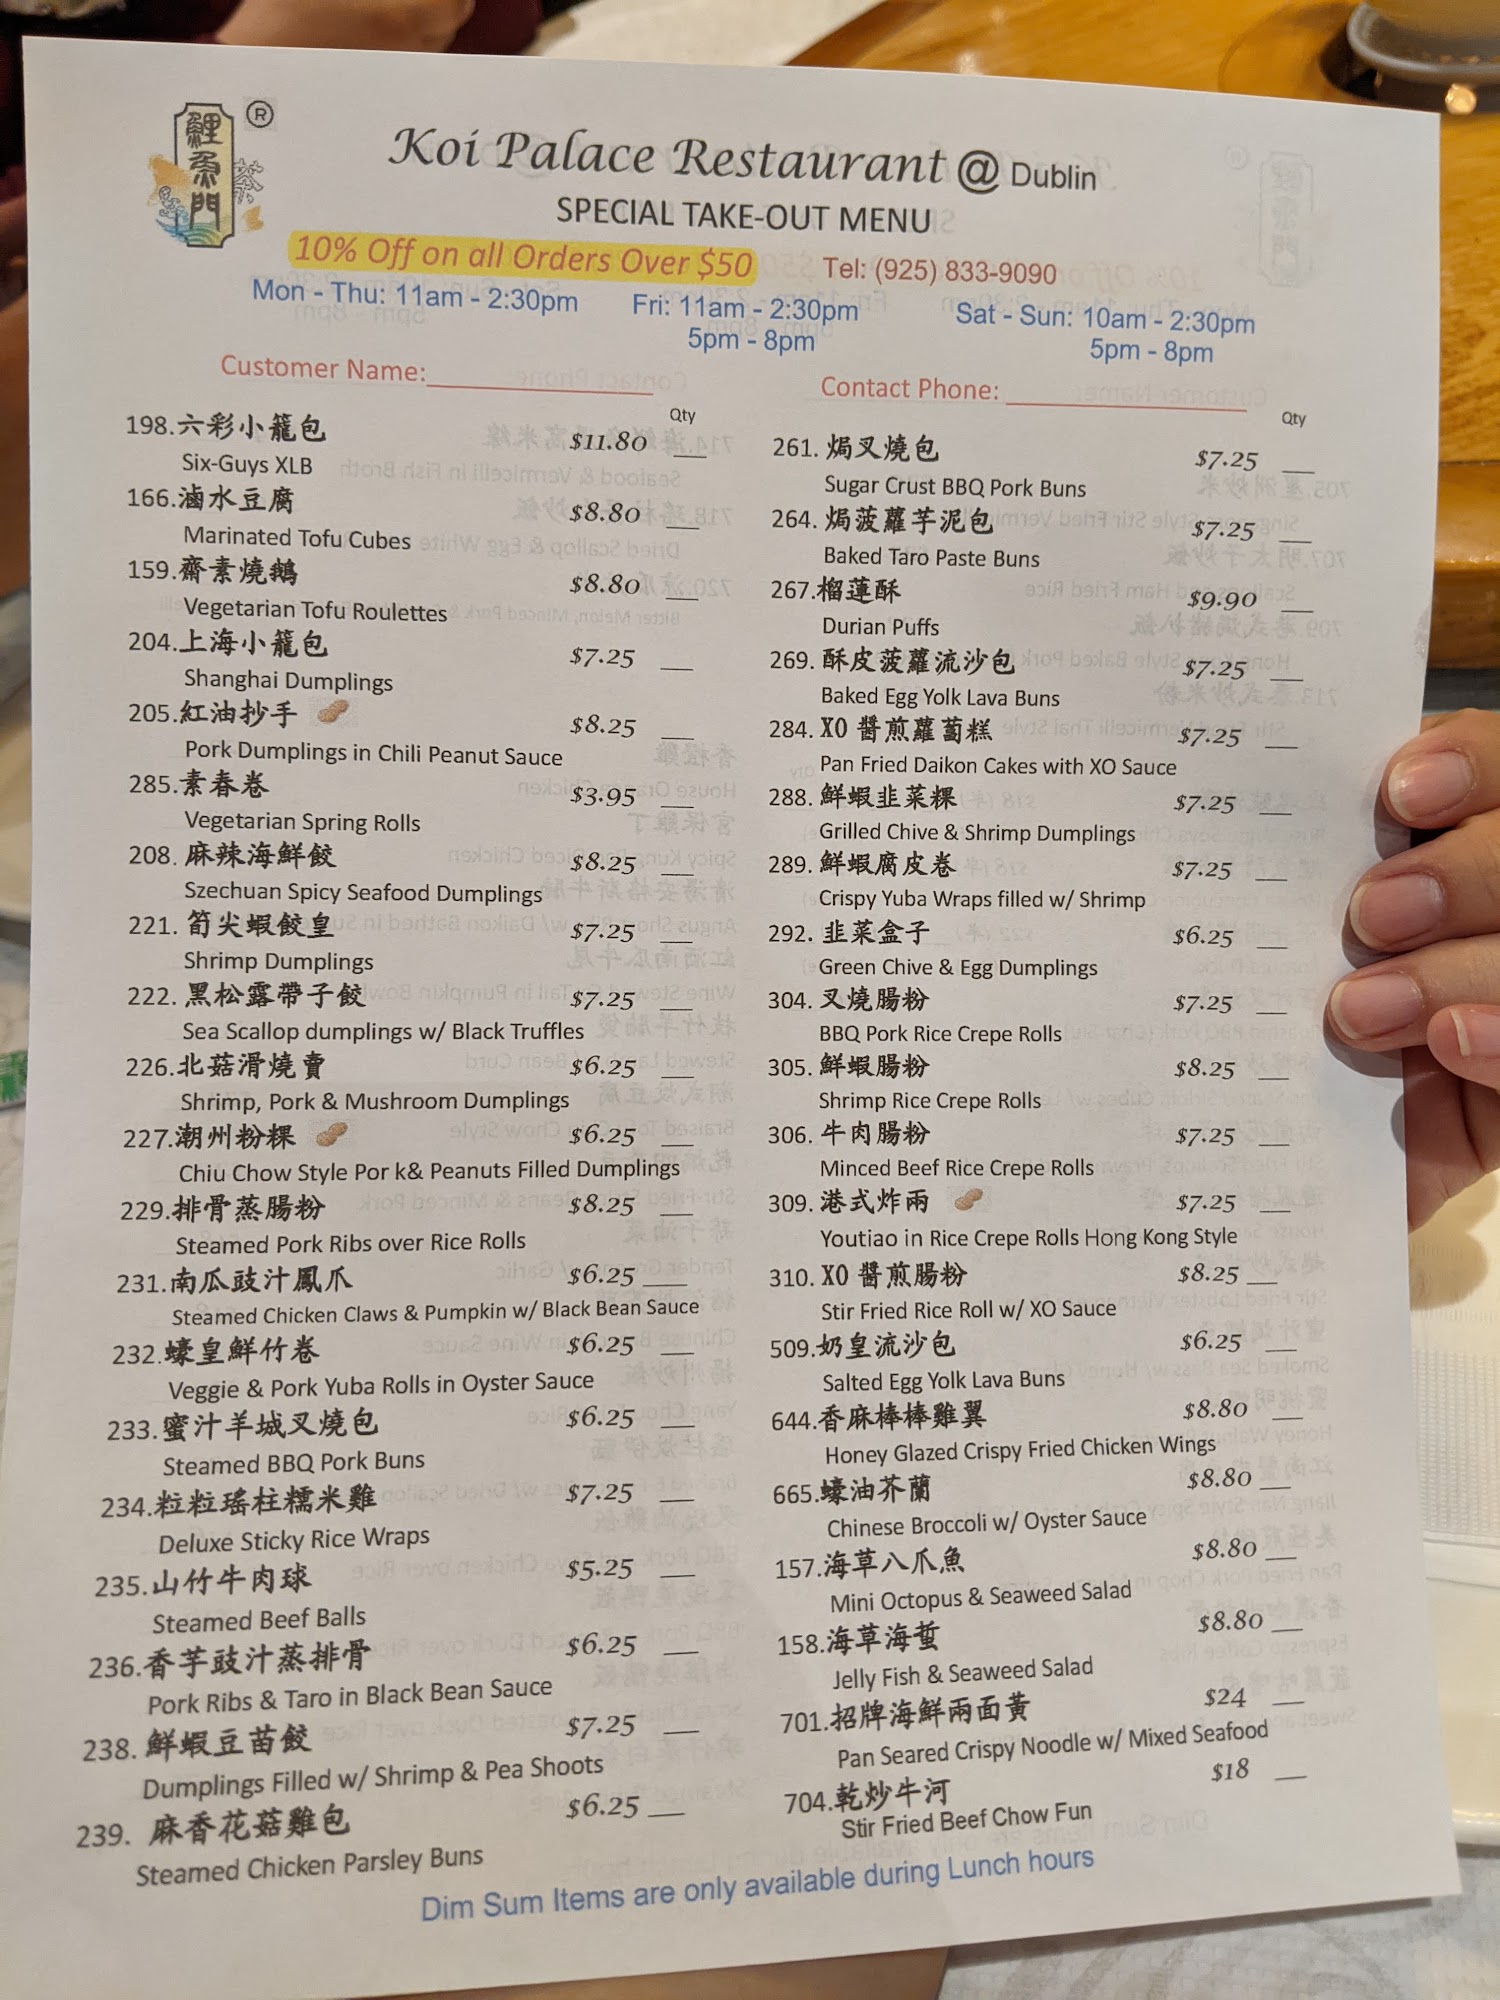 鯉魚門
茶
®
Koi Palace Restaurant @ Dublin
SPECIAL TAKE-OUT MENU
10% Off on all Orders Over $50 Tel: (925) 833-9090
Mon - Thu: 11am - 2:30pm Fri: 11am - 2:30pm Sat - Sun: 10am - 2:30pm
5pm - 8pm 5pm - 8pm
Customer Name: Contact Phone:
Qty
198.六彩小籠包 $11.80
Six-Guys XLB
166.滷水豆腐 $8.80
Marinated Tofu Cubes
159.齋素燒鵝 $8.80
Vegetarian Tofu Roulettes
204.上海小籠包 $7.25
Shanghai Dumplings
205.紅油抄手 $8.25
Pork Dumplings in Chili Peanut Sauce
285.素春卷 $3.95
Vegetarian Spring Rolls
208. 麻辣海鮮餃 $8.25
Szechuan Spicy Seafood Dumplings
221. 筍尖蝦餃皇 $7.25
Shrimp Dumplings
222. 黑松露帶子餃 $7.25
Sea Scallop dumplings w/ Black Truffles
226.北菇滑燒賣 $6.25
Shrimp, Pork & Mushroom Dumplings
227.潮州粉粿 $6.25
Chiu Chow Style Por k& Peanuts Filled Dumplings
229.排骨蒸腸粉 $8.25
Steamed Pork Ribs over Rice Rolls
231.南瓜豉汁鳳爪 $6.25
Steamed Chicken Claws & Pumpkin w/ Black Bean Sauce
232.蠔皇鮮竹卷 $6.25
Veggie & Pork Yuba Rolls in Oyster Sauce
233.蜜汁羊城叉燒包 $6.25
Steamed BBQ Pork Buns
234.粒粒瑤柱糯米雞 $7.25
Deluxe Sticky Rice Wraps
235.山竹牛肉球 $5.25
Steamed Beef Balls
236.香芋豉汁蒸排骨 $6.25
Pork Ribs & Taro in Black Bean Sauce
238. 鮮蝦豆苗餃 $7.25
Dumplings Filled w/ Shrimp & Pea Shoots
239. 麻香花菇雞包 $6.25
Steamed Chicken Parsley Buns
Qty
261. 焗叉燒包 $7.25
Sugar Crust BBQ Pork Buns
264. 焗菠蘿芋泥包 $7.25
Baked Taro Paste Buns
267.榴蓮酥 $9.90
Durian Puffs
269. 酥皮菠蘿流沙包 $7.25
Baked Egg Yolk Lava Buns
284. XO 醬煎蘿蔔糕 $7.25
Pan Fried Daikon Cakes with XO Sauce
288. 鮮蝦韭菜粿 $7.25
Grilled Chive & Shrimp Dumplings
289. 鮮蝦腐皮卷 $7.25
Crispy Yuba Wraps filled w/ Shrimp
292. 韭菜盒子 $6.25
Green Chive & Egg Dumplings
304. 叉燒腸粉 $7.25
BBQ Pork Rice Crepe Rolls
305. 鮮蝦腸粉 $8.25
Shrimp Rice Crepe Rolls
306. 牛肉腸粉 $7.25
Minced Beef Rice Crepe Rolls
309. 港式炸兩 $7.25
Youtiao in Rice Crepe Rolls Hong Kong Style
310. XO 醬煎腸粉 $8.25
Stir Fried Rice Roll w/ XO Sauce
509.奶皇流沙包 $6.25
Salted Egg Yolk Lava Buns
644.香麻棒棒雞翼 $8.80
Honey Glazed Crispy Fried Chicken Wings
665.蠔油芥蘭 $8.80
Chinese Broccoli w/ Oyster Sauce
157.海草八爪魚 $8.80
Mini Octopus & Seaweed Salad
158.海草海蜇 $8.80
Jelly Fish & Seaweed Salad
701.招牌海鮮兩面黃 $24
Pan Seared Crispy Noodle w/ Mixed Seafood
704.乾炒牛河 $18
Stir Fried Beef Chow Fun
Dim Sum Items are only available during Lunch hours